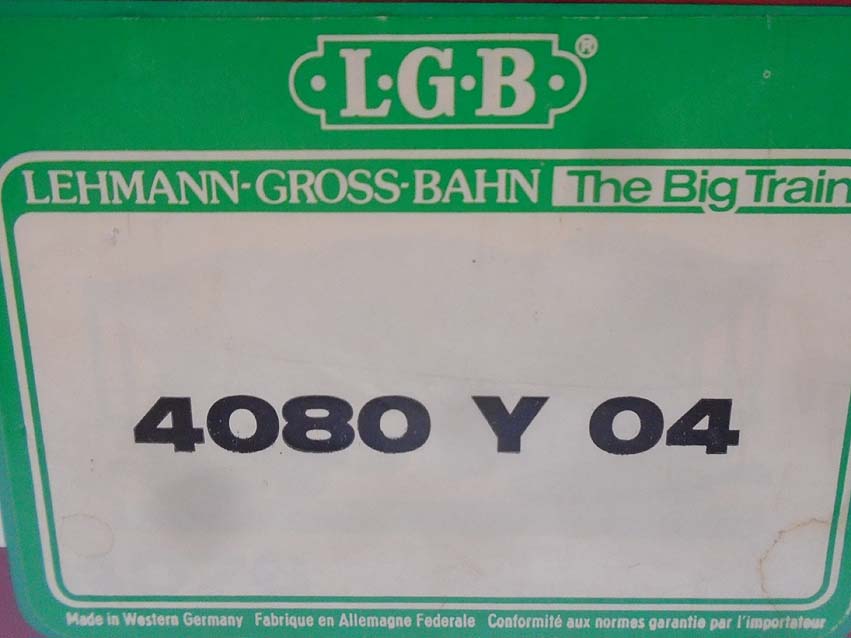 L·G·B®
LEHMANN-GROSS-BAHN The Big Train
4080 Y 04
Made in Western Germany Fabrique en Allemagne Federale Conformité aux normes garantie par l'importateur